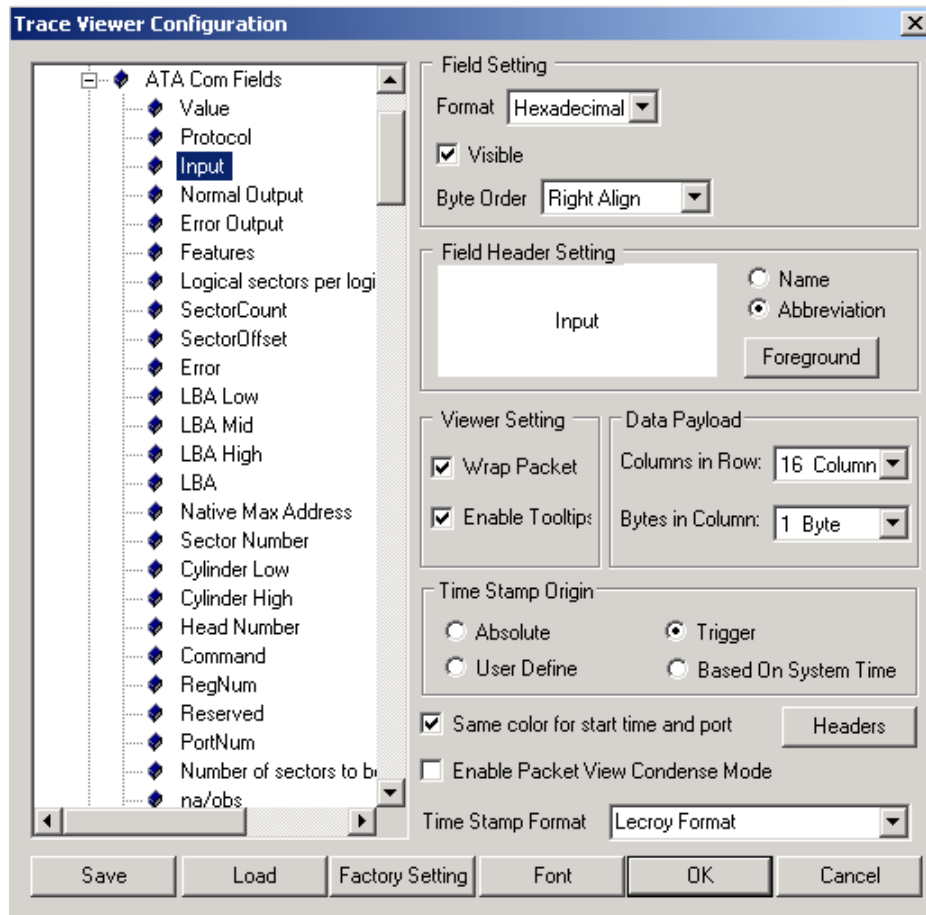 Trace Viewer Configuration
ATA Com Fields
Value
Protocol
Input
Normal Output
Error Output
Features
Logical sectors per logi
SectorCount
SectorOffset
Error
LBA Low
LBA Mid
LBA High
LBA
Native Max Address
Sector Number
Cylinder Low
Cylinder High
Head Number
Command
RegNum
Reserved
PortNum
Number of sectors to be
na/obs
Field Setting
Format Hexadecimal
Visible
Byte Order Right Align
Field Header Setting
Input
Name
Abbreviation
Foreground
Viewer Setting
Wrap Packet
Enable Tooltips
Data Payload
Columns in Row: 16 Column
Bytes in Column: 1 Byte
Time Stamp Origin
Absolute
Trigger
User Define
Based On System Time
Same color for start time and port
Headers
Enable Packet View Condense Mode
Time Stamp Format Lecroy Format
Save Load Factory Setting Font OK Cancel